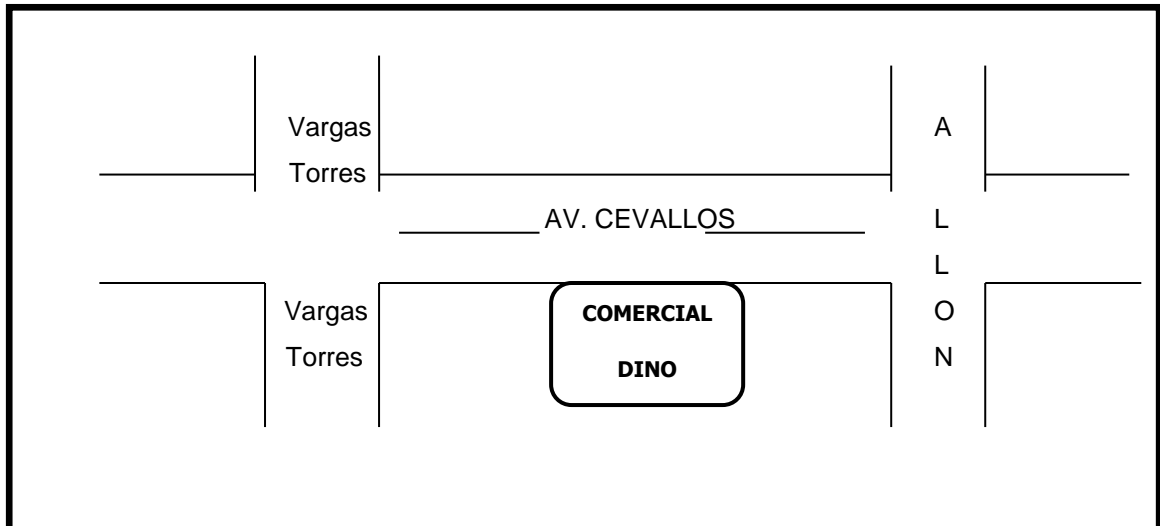 Vargas
Torres
AV. CEVALLOS
A
L
L
O
N
Vargas
Torres
COMERCIAL
DINO